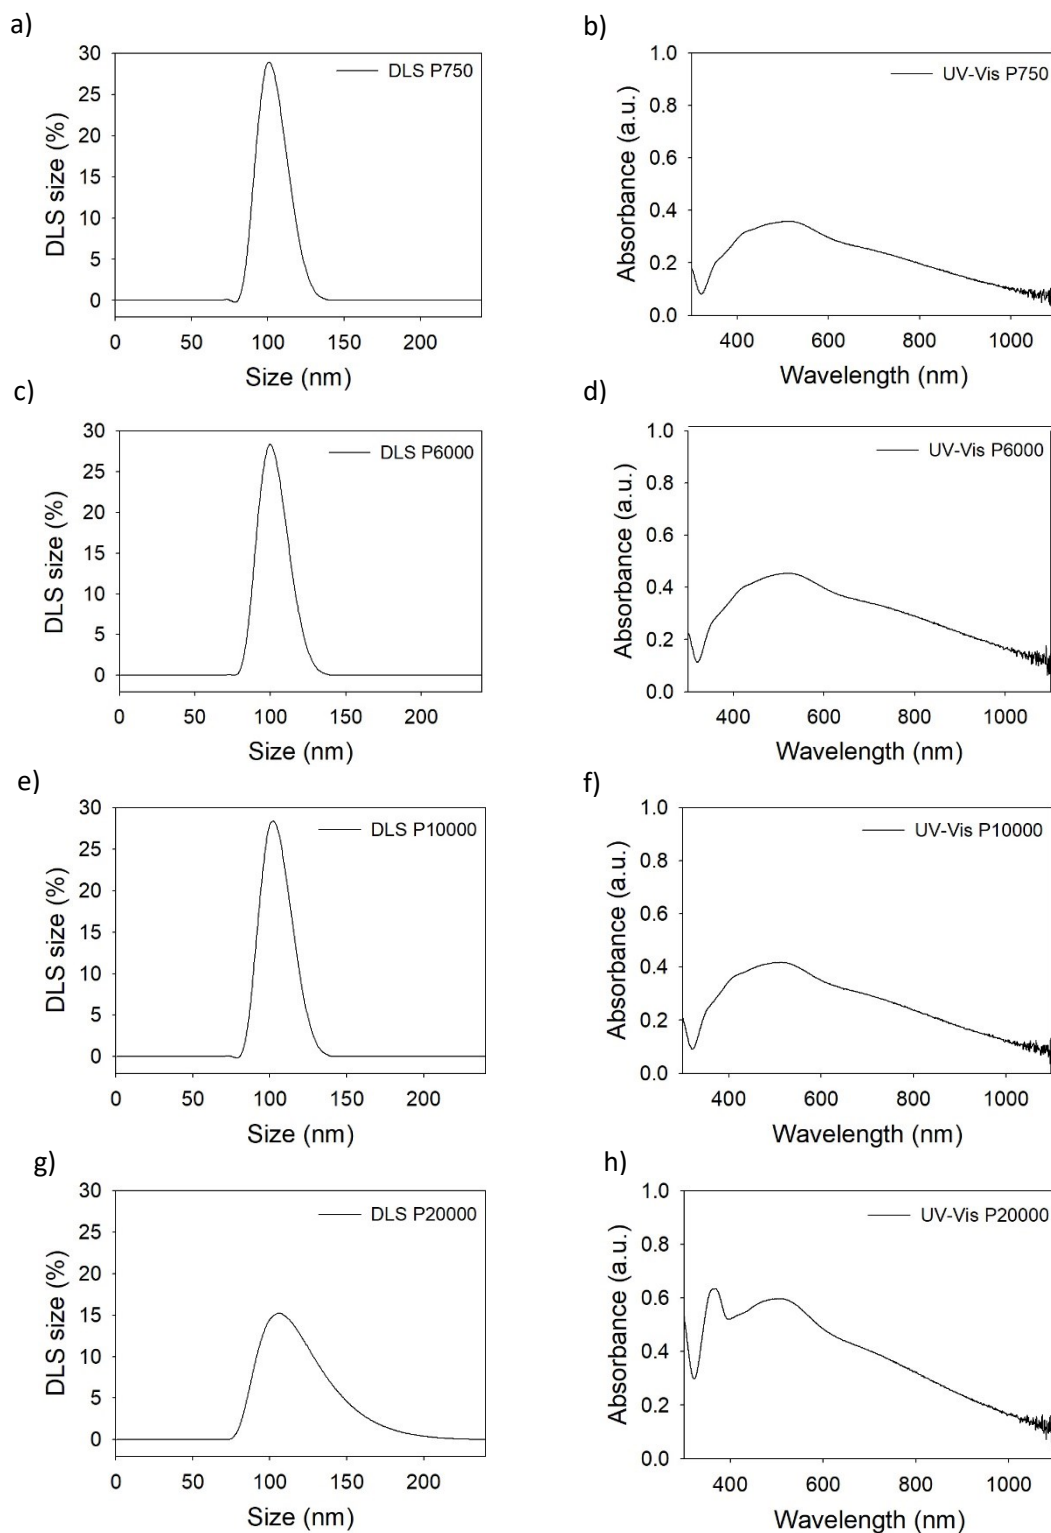 a)
DLS size (%)
30
25
20
15
10
5
0
DLS P750
0 50 100 150 200
Size (nm)
b)
Absorbance (a.u.)
1.0
0.8
0.6
0.4
0.2
0.0
UV-Vis P750
400 600 800 1000
Wavelength (nm)
c)
DLS size (%)
30
25
20
15
10
5
0
DLS P6000
0 50 100 150 200
Size (nm)
d)
Absorbance (a.u.)
1.0
0.8
0.6
0.4
0.2
0.0
UV-Vis P6000
400 600 800 1000
Wavelength (nm)
e)
DLS size (%)
30
25
20
15
10
5
0
DLS P10000
0 50 100 150 200
Size (nm)
f)
Absorbance (a.u.)
1.0
0.8
0.6
0.4
0.2
0.0
UV-Vis P10000
400 600 800 1000
Wavelength (nm)
g)
DLS size (%)
30
25
20
15
10
5
0
DLS P20000
0 50 100 150 200
Size (nm)
h)
Absorbance (a.u.)
1.0
0.8
0.6
0.4
0.2
0.0
UV-Vis P20000
400 600 800 1000
Wavelength (nm)